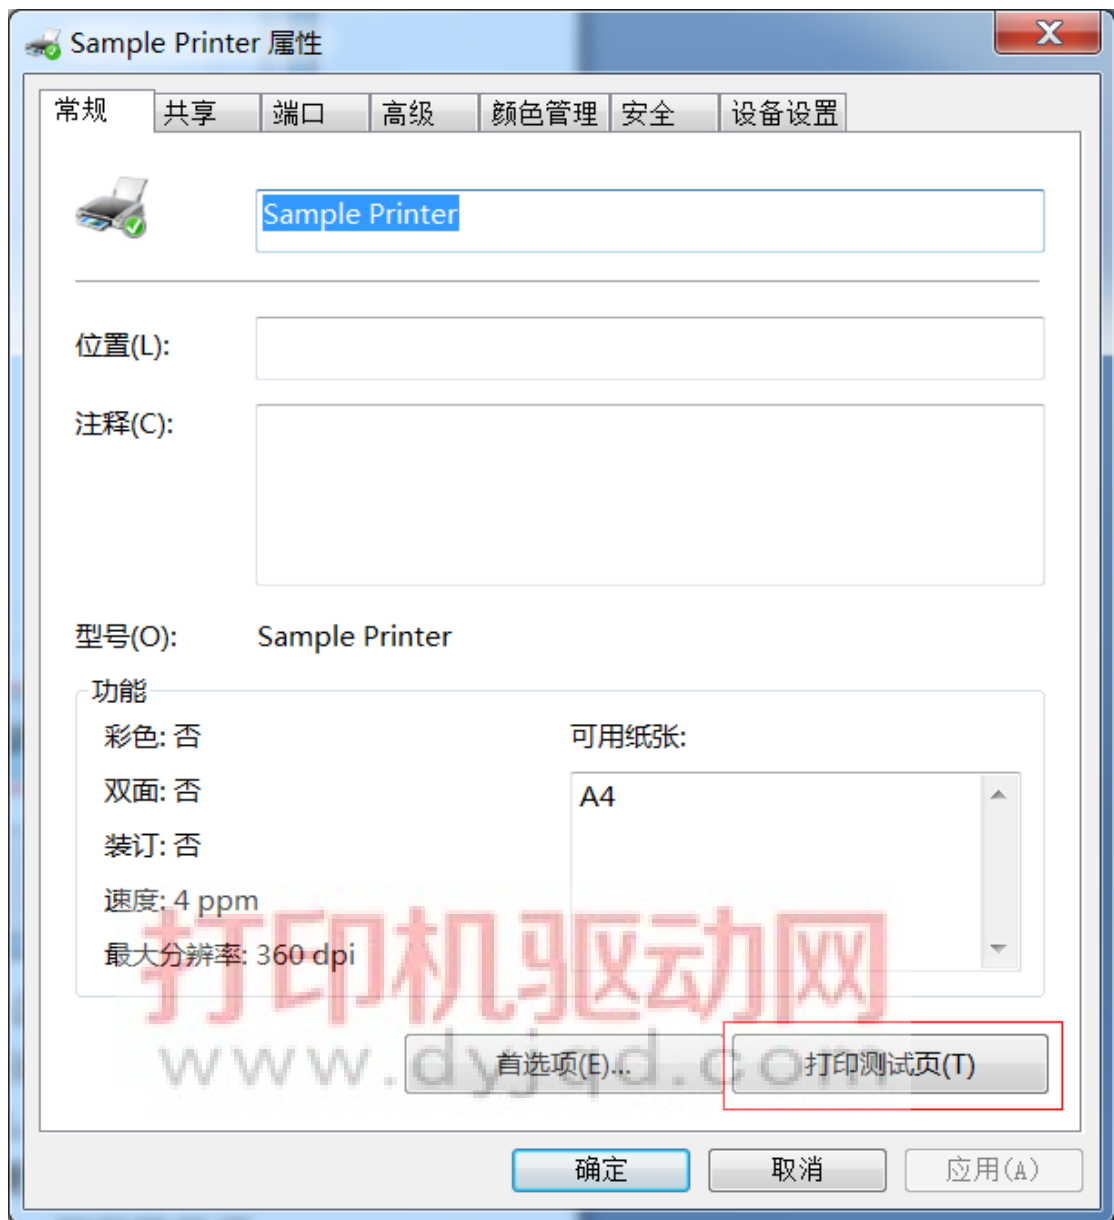 Sample Printer 属性
常规 共享 端口 高级 颜色管理 安全 设备设置
Sample Printer
位置(L):
注释(C):
型号(O): Sample Printer
功能
彩色: 否 可用纸张:
双面: 否 A4
装订: 否
速度: 4 ppm
最大分辨率: 360 dpi
打印机驱动网
www.dyjqd.com
首选项(E)... 打印测试页(T)
确定 取消 应用(A)